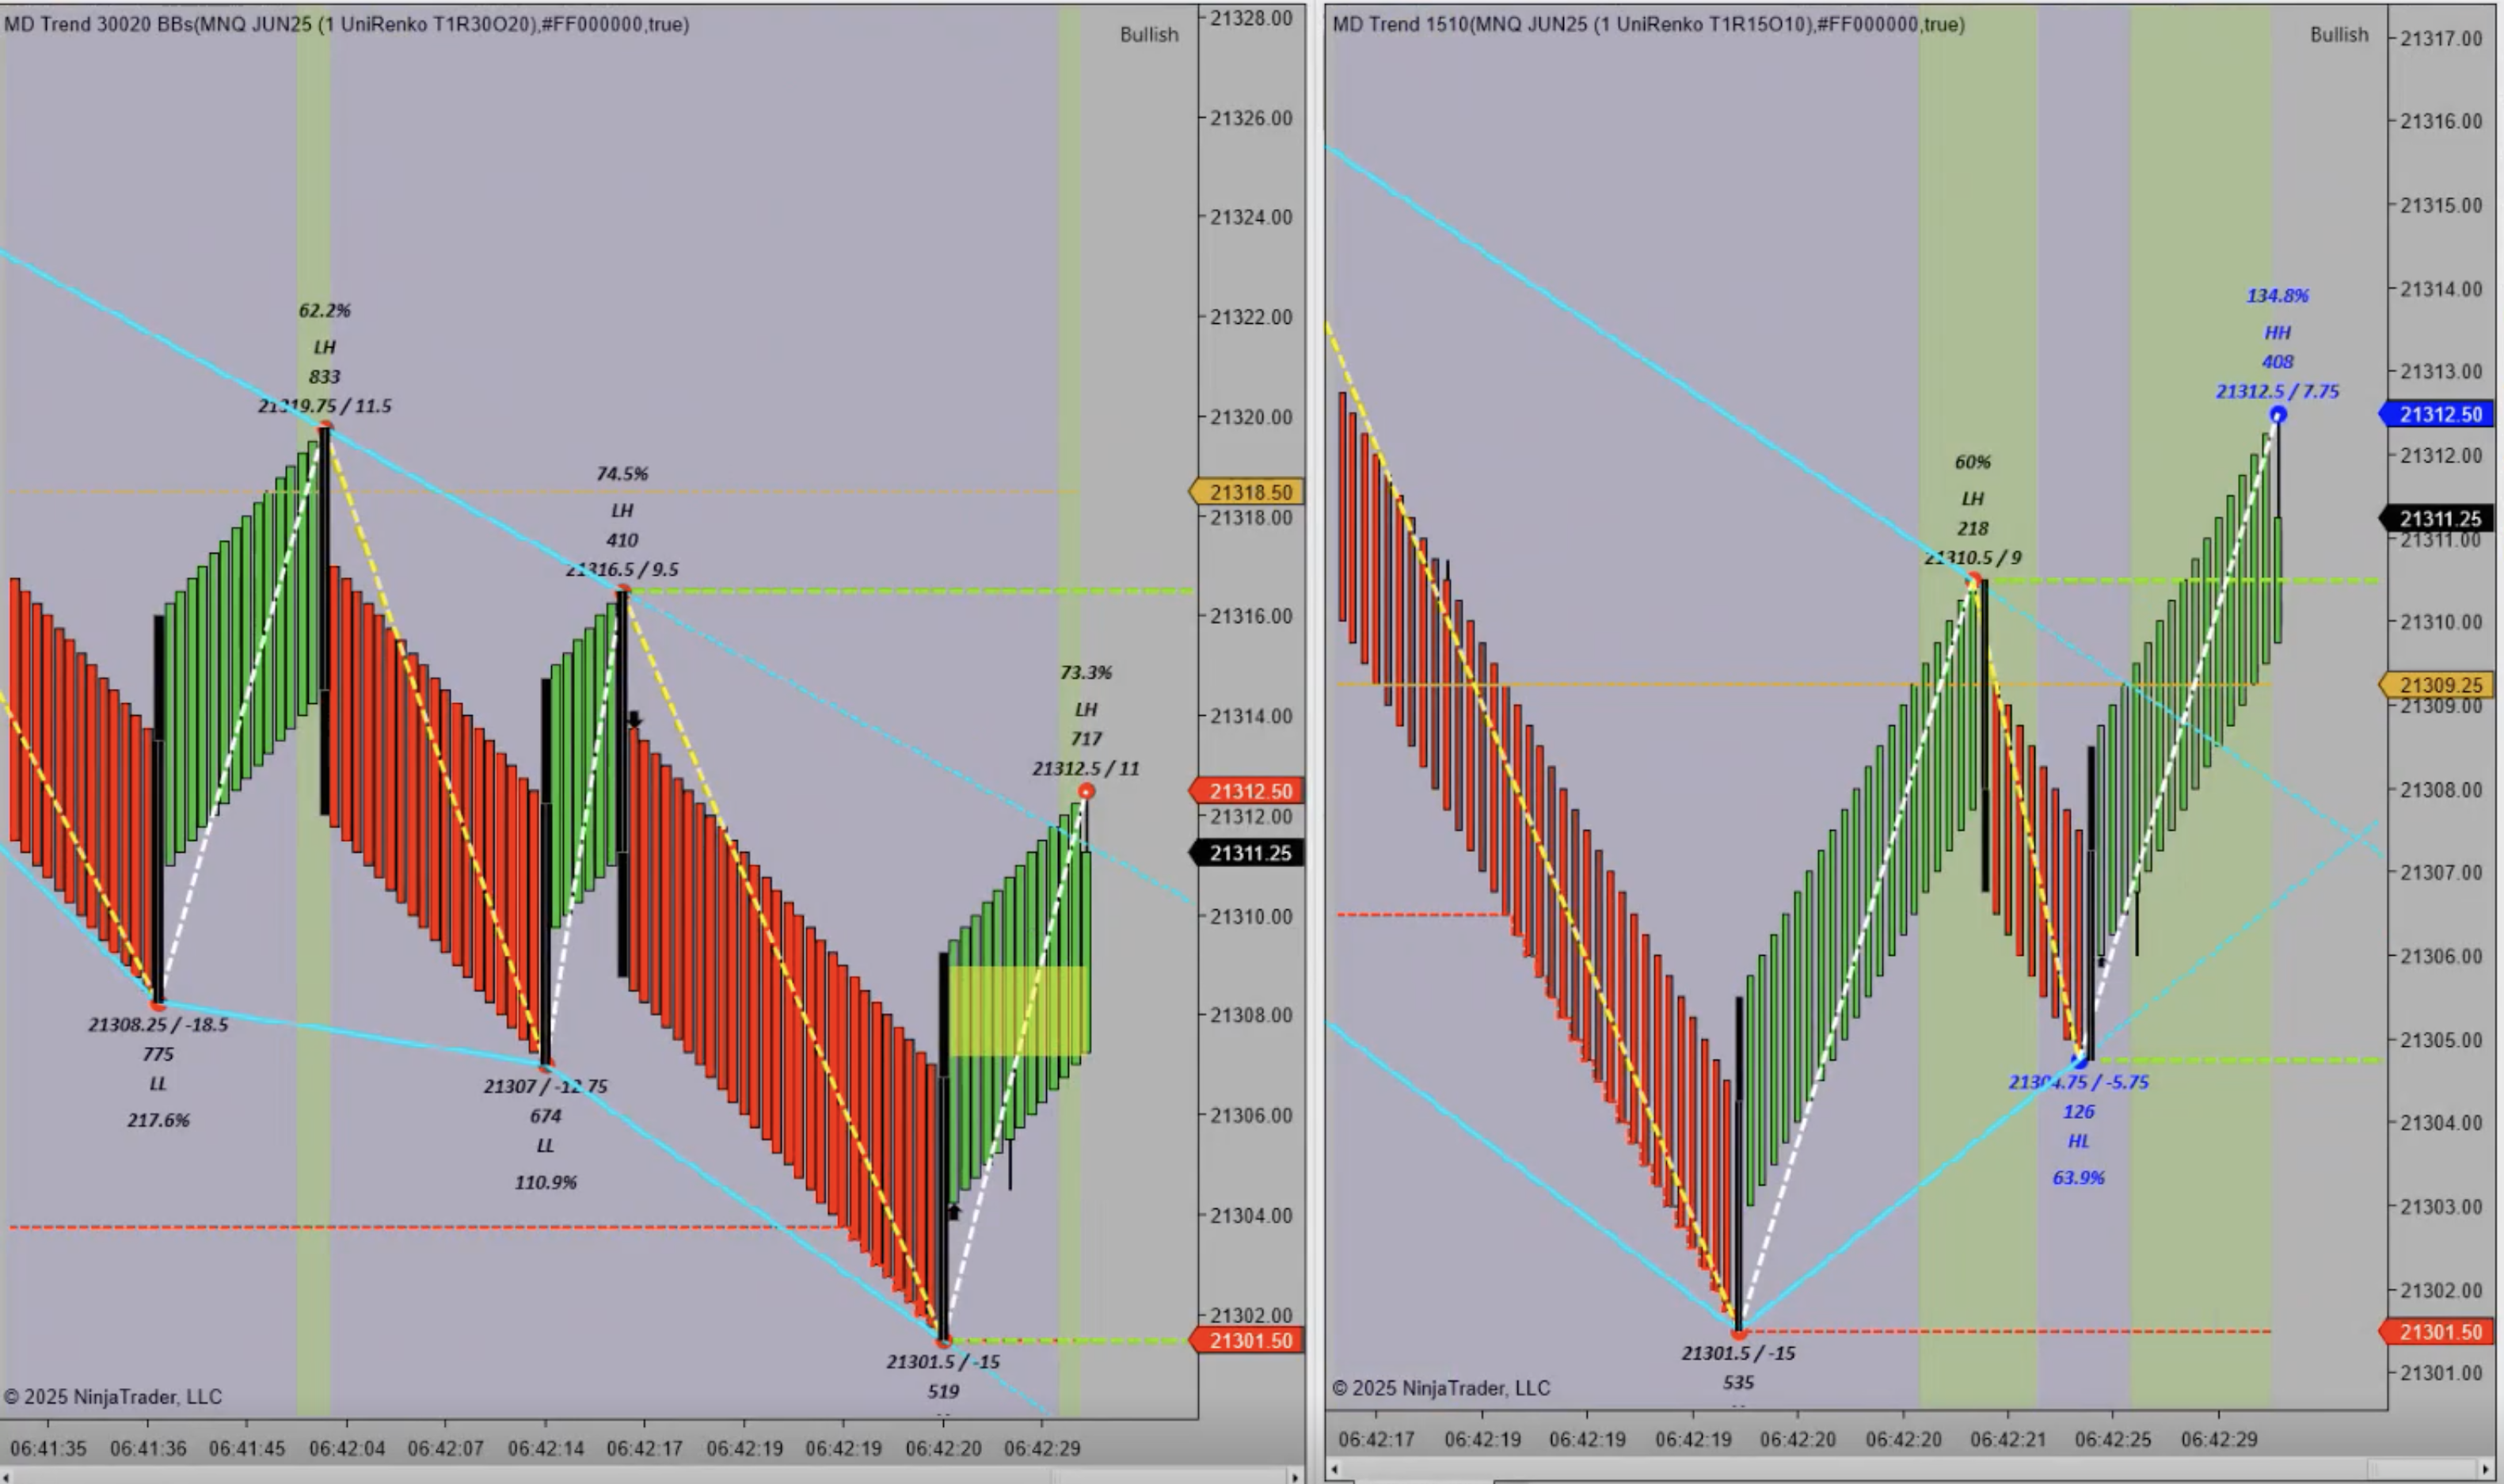 MD Trend 30020 BBs(MNQ JUN25 (1 UniRenko T1R30O20),#FF000000,true)
Bullish
62.2%
LH
833
21319.75 / 11.5
74.5%
LH
410
21316.5 / 9.5
73.3%
LH
717
21312.5 / 11
21308.25 / -18.5
775
LL
217.6%
21307 / -12.75
674
LL
110.9%
21301.5 / -15
519
21328.00
21326.00
21324.00
21322.00
21320.00
21318.50
21318.00
21316.00
21314.00
21312.50
21312.00
21311.25
21310.00
21308.00
21306.00
21304.00
21302.00
21301.50
© 2025 NinjaTrader, LLC
06:41:35 06:41:36 06:41:45 06:42:04 06:42:07 06:42:14 06:42:17 06:42:19 06:42:19 06:42:20 06:42:29
MD Trend 1510(MNQ JUN25 (1 UniRenko T1R15O10),#FF000000,true)
Bullish
134.8%
HH
408
21312.5 / 7.75
60%
LH
218
21310.5 / 9
21304.75 / -5.75
126
HL
63.9%
21301.5 / -15
535
21317.00
21316.00
21315.00
21314.00
21313.00
21312.50
21312.00
21311.25
21311.00
21310.00
21309.25
21309.00
21308.00
21307.00
21306.00
21305.00
21304.00
21303.00
21302.00
21301.50
21301.00
© 2025 NinjaTrader, LLC
06:42:17 06:42:19 06:42:19 06:42:19 06:42:20 06:42:20 06:42:21 06:42:25 06:42:29